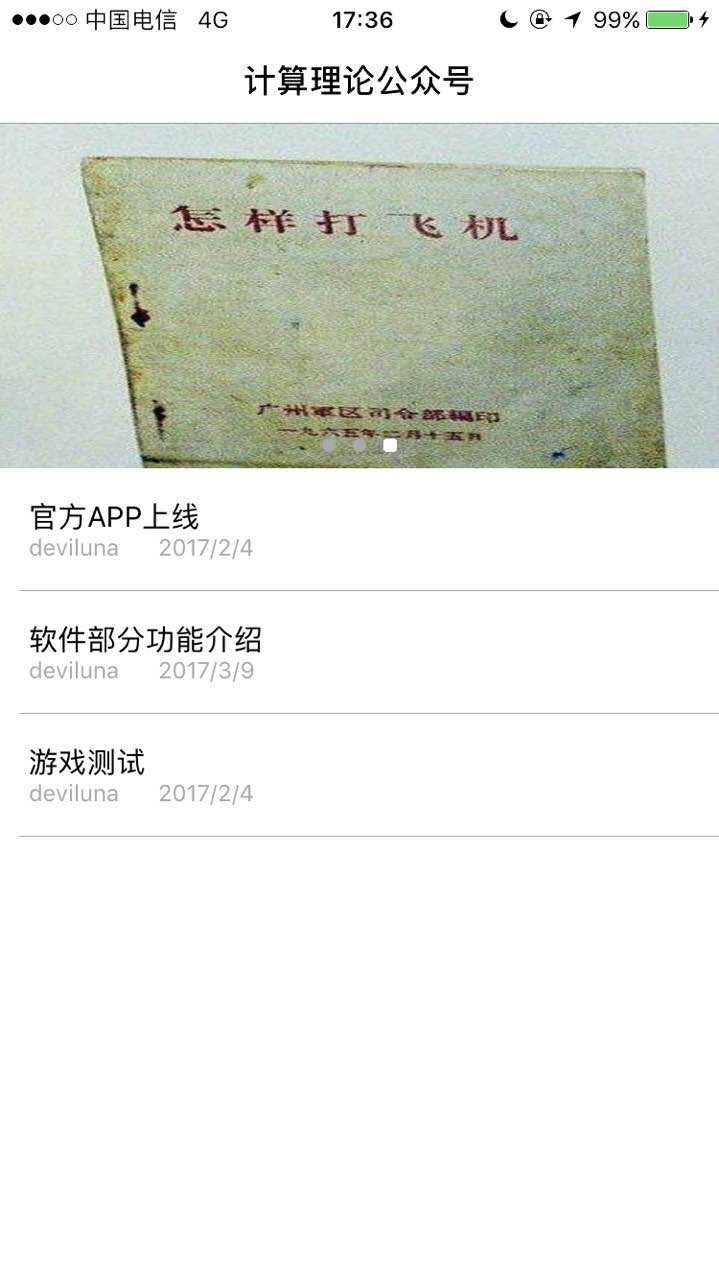 中国电信 4G 17:36 99%
计算理论公众号
怎样打飞机
广州军区司令部编印
一九六五年二月十五日
官方APP上线
deviluna 2017/2/4
软件部分功能介绍
deviluna 2017/3/9
游戏测试
deviluna 2017/2/4